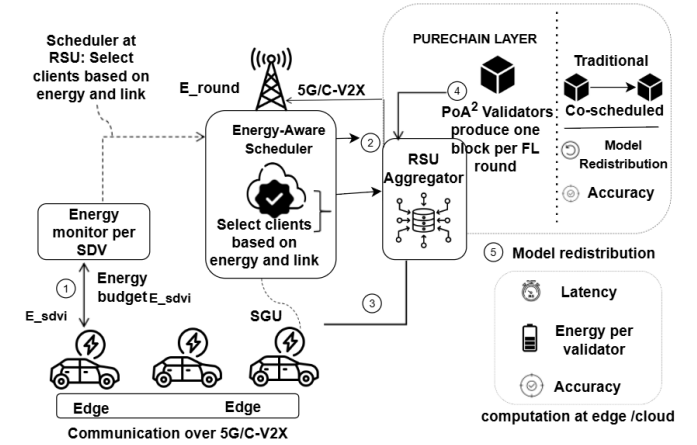 Scheduler at
RSU: Select
clients based on
energy and link
E_round
5G/C-V2X
Energy-Aware
Scheduler
Select clients
based on
energy and link
2
PURECHAIN LAYER
4
PoA² Validators
produce one
block per FL
round
RSU
Aggregator
Traditional
Co-scheduled
Model
Redistribution
Accuracy
Energy
monitor per
SDV
1
Energy
budget E_sdvi
E_sdvi
SGU
3
5 Model redistribution
Latency
Energy per
validator
Accuracy
computation at edge /cloud
Edge
Edge
Communication over 5G/C-V2X